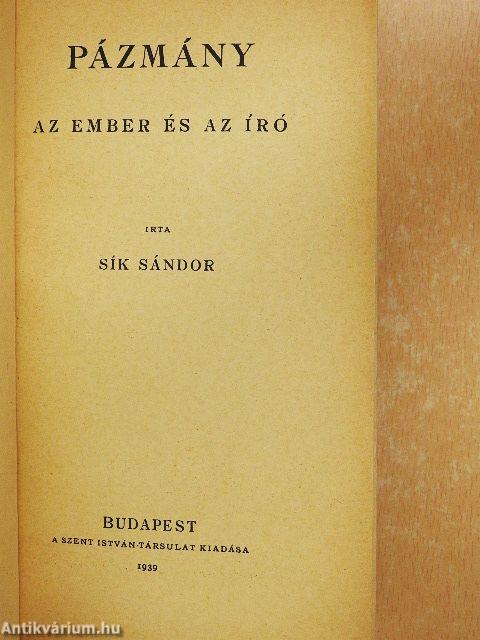 PÁZMÁNY
AZ EMBER ÉS AZ ÍRÓ
IRTA
SÍK SÁNDOR
BUDAPEST
A SZENT ISTVÁN-TÁRSULAT KIADÁSA
1939
Antikvárium.hu